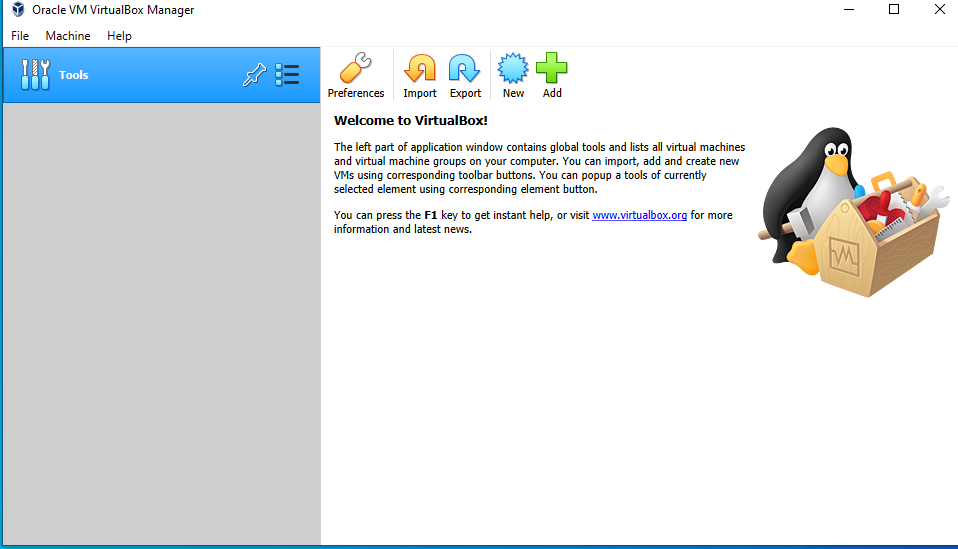 Oracle VM VirtualBox Manager
File Machine Help
Tools
Preferences Import Export New Add
Welcome to VirtualBox!
The left part of application window contains global tools and lists all virtual machines
and virtual machine groups on your computer. You can import, add and create new
VMs using corresponding toolbar buttons. You can popup a tools of currently
selected element using corresponding element button.
You can press the F1 key to get instant help, or visit www.virtualbox.org for more
information and latest news.